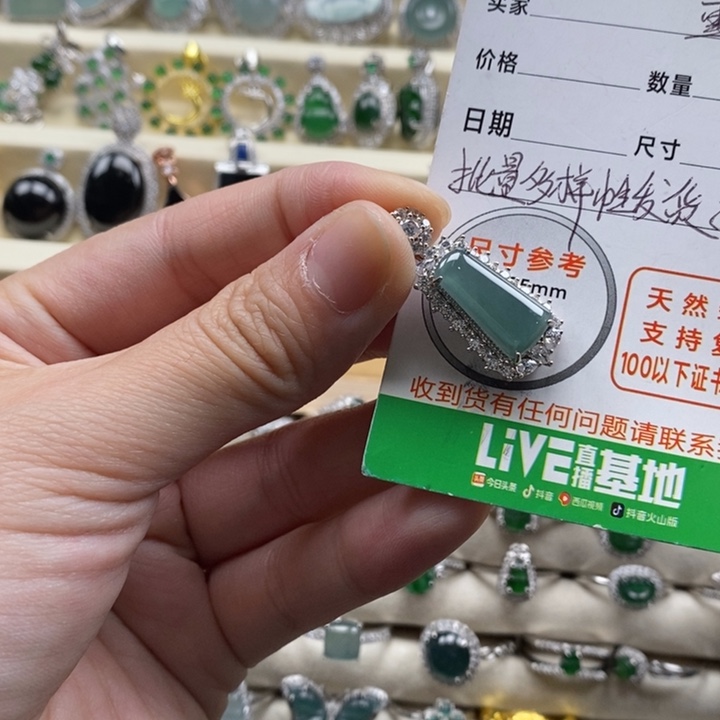 买家
价格
数量
日期
尺寸
批量多样性发货
尺寸参考
5mm
天然
支持复
100以下证书
收到货有任何问题请联系
LiVE直播基地
今日头条 抖音 西瓜视频 抖音火山版